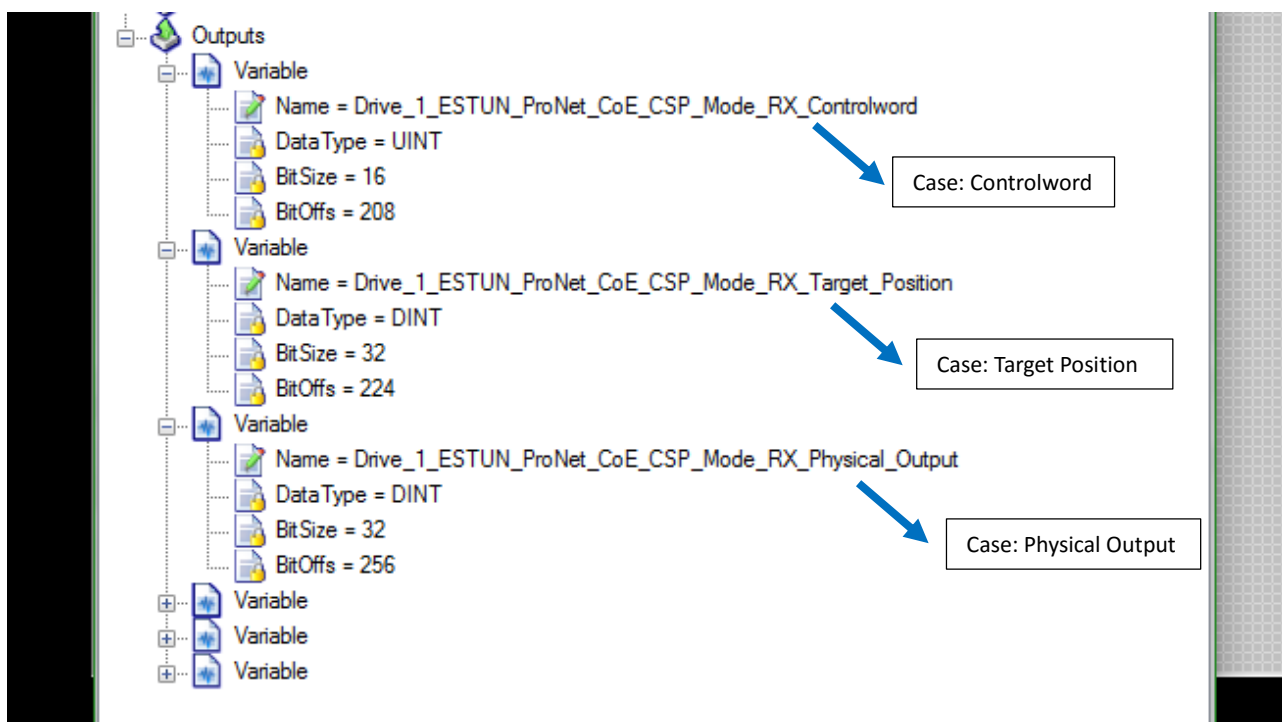 Outputs
Variable
Name = Drive_1_ESTUN_ProNet_CoE_CSP_Mode_RX_Controlword
DataType = UINT
BitSize = 16
Case: Controlword
BitOffs = 208
Variable
Name = Drive_1_ESTUN_ProNet_CoE_CSP_Mode_RX_Target_Position
DataType = DINT
BitSize = 32
Case: Target Position
BitOffs = 224
Variable
Name = Drive_1_ESTUN_ProNet_CoE_CSP_Mode_RX_Physical_Output
DataType = DINT
BitSize = 32
Case: Physical Output
BitOffs = 256
Variable
Variable
Variable